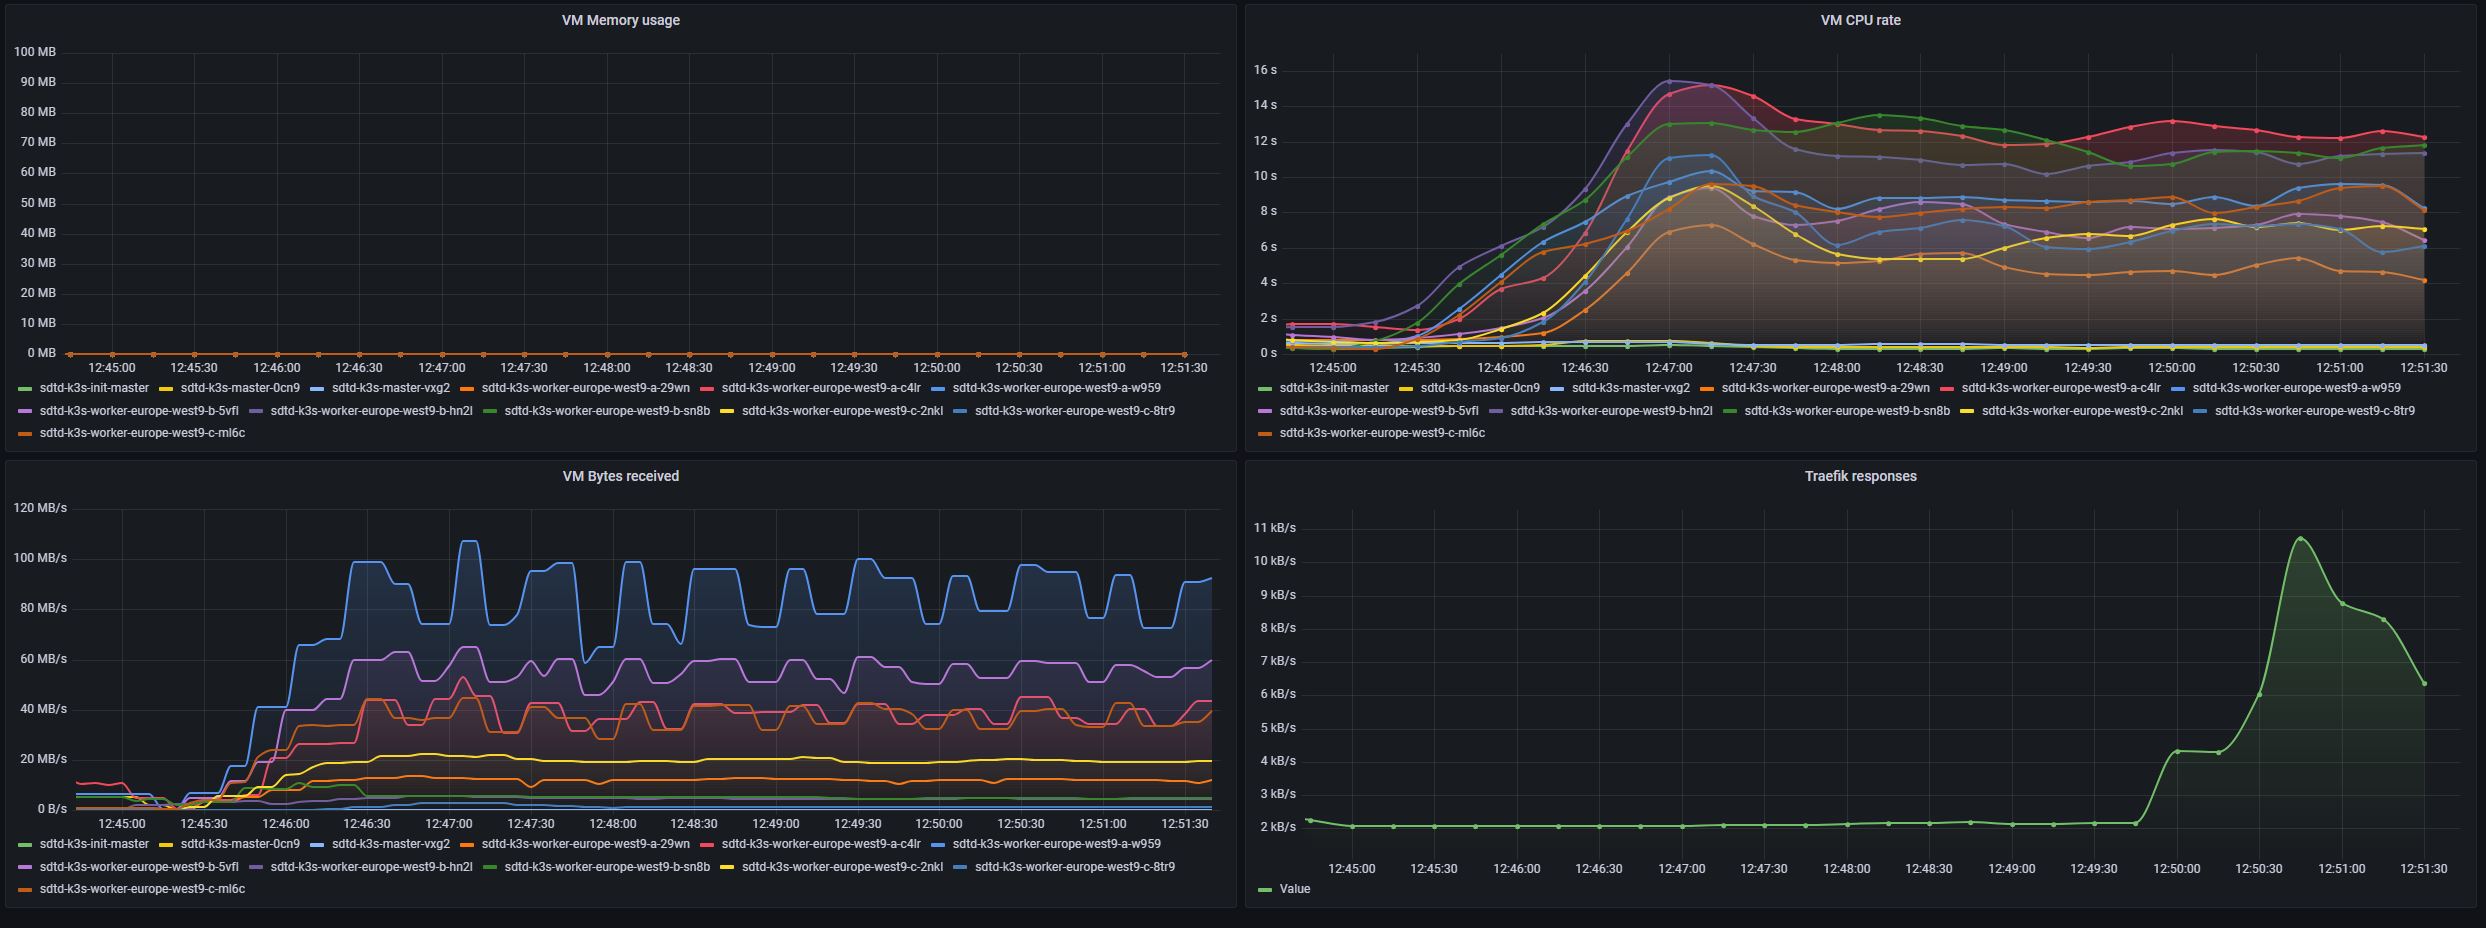 VM Memory usage
100 MB
90 MB
80 MB
70 MB
60 MB
50 MB
40 MB
30 MB
20 MB
10 MB
0 MB
12:45:00 12:45:30 12:46:00 12:46:30 12:47:00 12:47:30 12:48:00 12:48:30 12:49:00 12:49:30 12:50:00 12:50:30 12:51:00 12:51:30
sdtd-k3s-init-master sdtd-k3s-master-0cn9 sdtd-k3s-master-vxg2 sdtd-k3s-worker-europe-west9-a-29wn sdtd-k3s-worker-europe-west9-a-c4lr sdtd-k3s-worker-europe-west9-a-w959
sdtd-k3s-worker-europe-west9-b-5vfl sdtd-k3s-worker-europe-west9-b-hn2l sdtd-k3s-worker-europe-west9-b-sn8b sdtd-k3s-worker-europe-west9-c-2nkl sdtd-k3s-worker-europe-west9-c-8tr9
sdtd-k3s-worker-europe-west9-c-ml6c
VM CPU rate
16 s
14 s
12 s
10 s
8 s
6 s
4 s
2 s
0 s
12:45:00 12:45:30 12:46:00 12:46:30 12:47:00 12:47:30 12:48:00 12:48:30 12:49:00 12:49:30 12:50:00 12:50:30 12:51:00 12:51:30
sdtd-k3s-init-master sdtd-k3s-master-0cn9 sdtd-k3s-master-vxg2 sdtd-k3s-worker-europe-west9-a-29wn sdtd-k3s-worker-europe-west9-a-c4lr sdtd-k3s-worker-europe-west9-a-w959
sdtd-k3s-worker-europe-west9-b-5vfl sdtd-k3s-worker-europe-west9-b-hn2l sdtd-k3s-worker-europe-west9-b-sn8b sdtd-k3s-worker-europe-west9-c-2nkl sdtd-k3s-worker-europe-west9-c-8tr9
sdtd-k3s-worker-europe-west9-c-ml6c
VM Bytes received
120 MB/s
100 MB/s
80 MB/s
60 MB/s
40 MB/s
20 MB/s
0 B/s
12:45:00 12:45:30 12:46:00 12:46:30 12:47:00 12:47:30 12:48:00 12:48:30 12:49:00 12:49:30 12:50:00 12:50:30 12:51:00 12:51:30
sdtd-k3s-init-master sdtd-k3s-master-0cn9 sdtd-k3s-master-vxg2 sdtd-k3s-worker-europe-west9-a-29wn sdtd-k3s-worker-europe-west9-a-c4lr sdtd-k3s-worker-europe-west9-a-w959
sdtd-k3s-worker-europe-west9-b-5vfl sdtd-k3s-worker-europe-west9-b-hn2l sdtd-k3s-worker-europe-west9-b-sn8b sdtd-k3s-worker-europe-west9-c-2nkl sdtd-k3s-worker-europe-west9-c-8tr9
sdtd-k3s-worker-europe-west9-c-ml6c
Traefik responses
11 kB/s
10 kB/s
9 kB/s
8 kB/s
7 kB/s
6 kB/s
5 kB/s
4 kB/s
3 kB/s
2 kB/s
12:45:00 12:45:30 12:46:00 12:46:30 12:47:00 12:47:30 12:48:00 12:48:30 12:49:00 12:49:30 12:50:00 12:50:30 12:51:00 12:51:30
Value